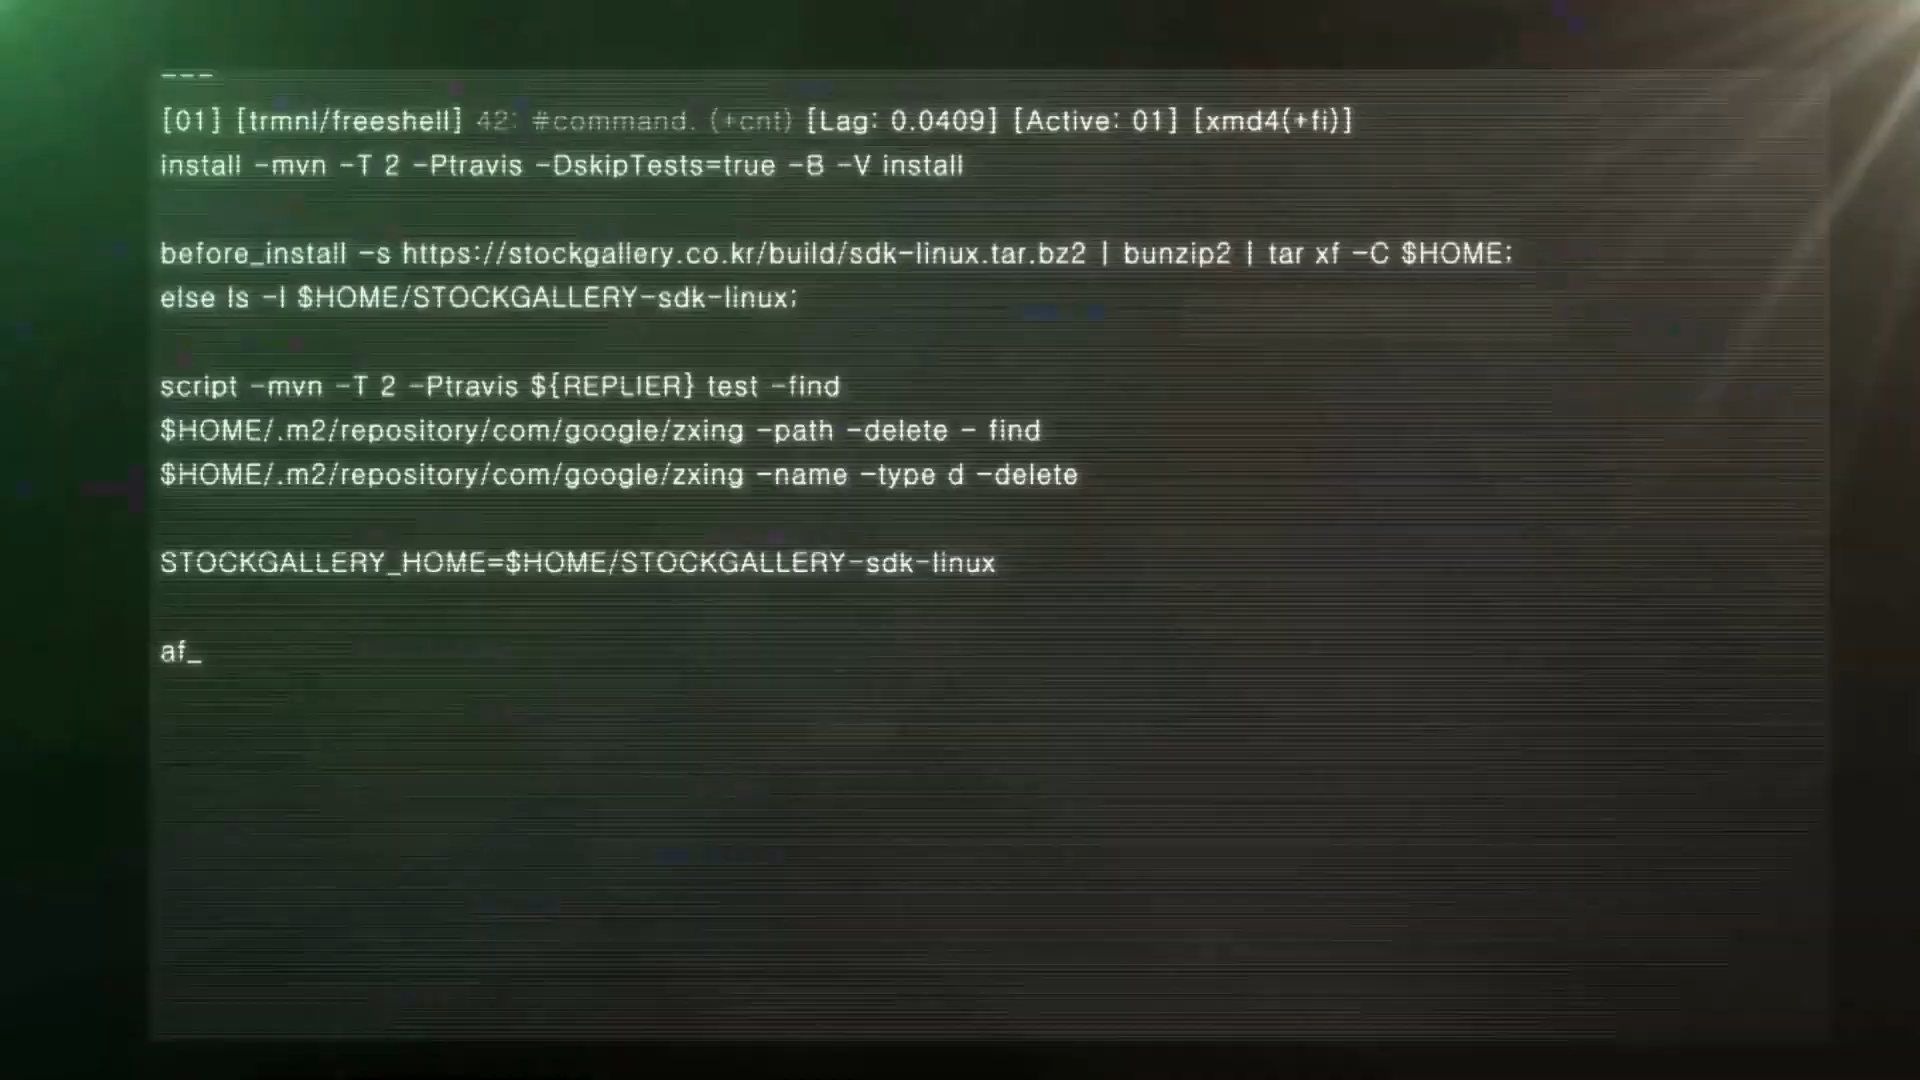 ---
[01] [trmnl/freeshell] 42: #command. (+cnt) [Lag: 0.0409] [Active: 01] [xmd4(+fi)]
install -mvn -T 2 -Ptravis -DskipTests=true -B -V install
before_install -s https://stockgallery.co.kr/build/sdk-linux.tar.bz2 | bunzip2 | tar xf -C $HOME;
else ls -l $HOME/STOCKGALLERY-sdk-linux;
script -mvn -T 2 -Ptravis ${REPLIER} test -find
$HOME/.m2/repository/com/google/zxing -path -delete - find
$HOME/.m2/repository/com/google/zxing -name -type d -delete
STOCKGALLERY_HOME=$HOME/STOCKGALLERY-sdk-linux
af_